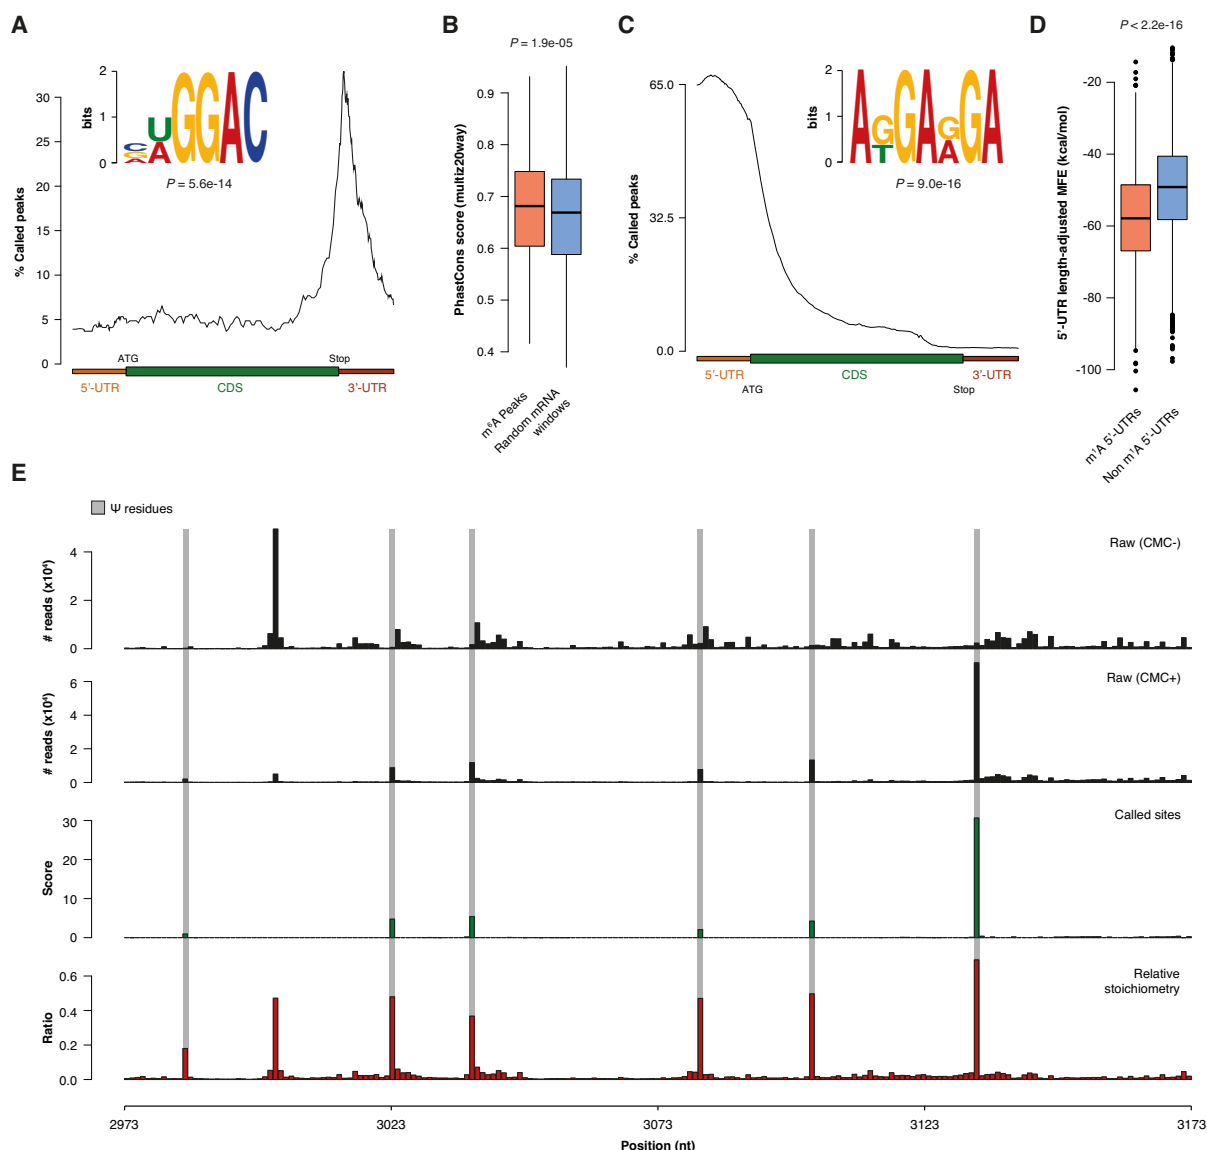 A
% Called peaks
30
25
20
15
10
5
0
bits
2
1
0
C
G
A
U
A
GGAC
P = 5.6e-14
ATG
Stop
5'-UTR
CDS
3'-UTR
B
P = 1.9e-05
PhastCons score (multiz20way)
0.9
0.8
0.7
0.6
0.5
0.4
m⁶A Peaks
Random mRNA
windows
C
% Called peaks
65.0
32.5
0.0
bits
2
1
0
A
G
T
GA
G
A
GA
P = 9.0e-16
5'-UTR
CDS
3'-UTR
ATG
Stop
D
P < 2.2e-16
5'-UTR length-adjusted MFE (kcal/mol)
-20
-40
-60
-80
-100
m¹A 5'-UTRs
Non m¹A 5'-UTRs
E
Ψ residues
Raw (CMC-)
# reads (x10⁴)
4
2
0
Raw (CMC+)
# reads (x10⁴)
6
4
2
0
Called sites
Score
30
20
10
0
Relative
stoichiometry
Ratio
0.6
0.4
0.2
0.0
2973
3023
3073
3123
3173
Position (nt)